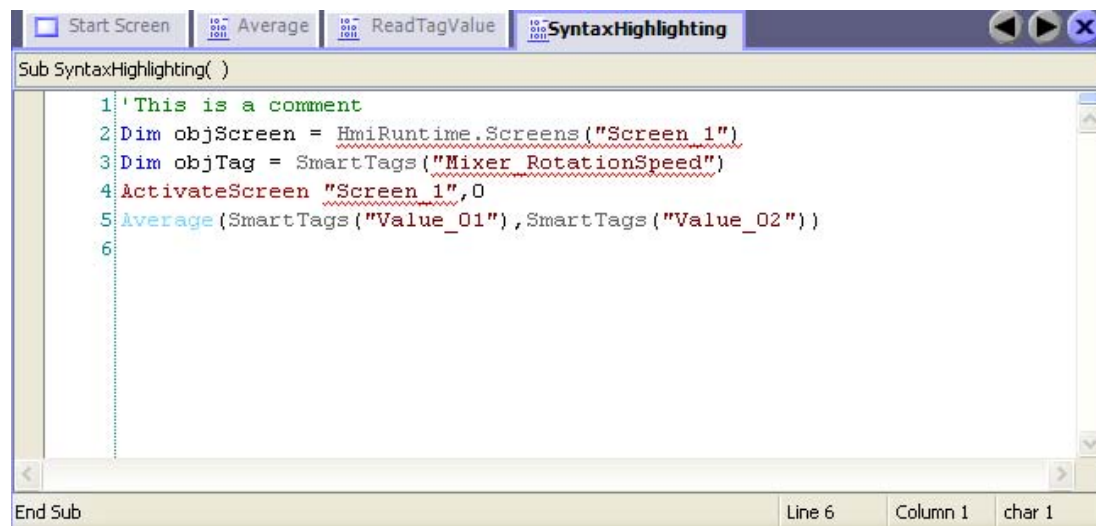 Start Screen Average ReadTagValue SyntaxHighlighting
Sub SyntaxHighlighting( )
1 'This is a comment
2 Dim objScreen = HmiRuntime.Screens("Screen_1")
3 Dim objTag = SmartTags("Mixer_RotationSpeed")
4 ActivateScreen "Screen_1",0
5 Average(SmartTags("Value_01"),SmartTags("Value_02"))
6
End Sub Line 6 Column 1 char 1